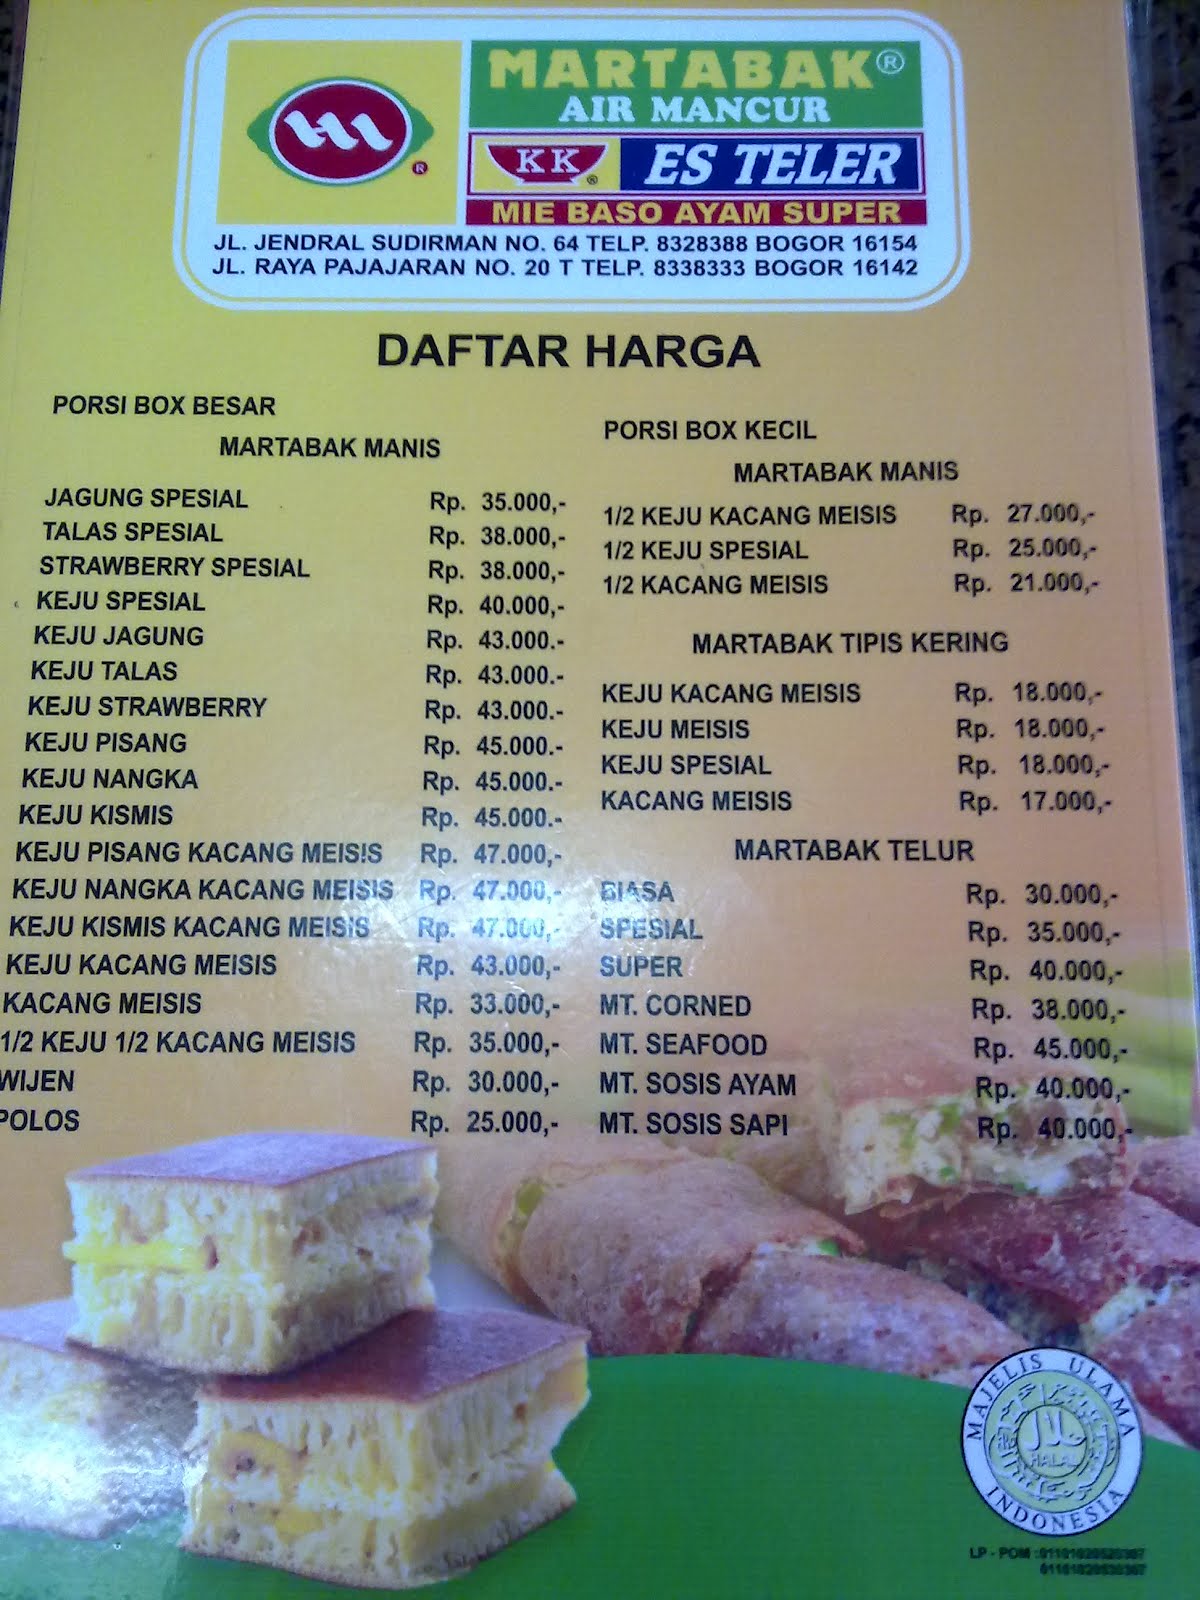 MARTABAK®
AIR MANCUR
KK ® ES TELER
®
MIE BASO AYAM SUPER
JL. JENDRAL SUDIRMAN NO. 64 TELP. 8328388 BOGOR 16154
JL. RAYA PAJAJARAN NO. 20 T TELP. 8338333 BOGOR 16142
DAFTAR HARGA
PORSI BOX BESAR
MARTABAK MANIS
JAGUNG SPESIAL Rp. 35.000,-
TALAS SPESIAL Rp. 38.000,-
STRAWBERRY SPESIAL Rp. 38.000,-
KEJU SPESIAL Rp. 40.000,-
KEJU JAGUNG Rp. 43.000.-
KEJU TALAS Rp. 43.000.-
KEJU STRAWBERRY Rp. 43.000.-
KEJU PISANG Rp. 45.000.-
KEJU NANGKA Rp. 45.000.-
KEJU KISMIS Rp. 45.000.-
KEJU PISANG KACANG MEISIS Rp. 47.000,-
KEJU NANGKA KACANG MEISIS Rp. 47.000,-
KEJU KISMIS KACANG MEISIS Rp. 47.000,-
KEJU KACANG MEISIS Rp. 43.000,-
KACANG MEISIS Rp. 33.000,-
1/2 KEJU 1/2 KACANG MEISIS Rp. 35.000,-
WIJEN Rp. 30.000,-
POLOS Rp. 25.000,-
PORSI BOX KECIL
MARTABAK MANIS
1/2 KEJU KACANG MEISIS Rp. 27.000,-
1/2 KEJU SPESIAL Rp. 25.000,-
1/2 KACANG MEISIS Rp. 21.000,-
MARTABAK TIPIS KERING
KEJU KACANG MEISIS Rp. 18.000,-
KEJU MEISIS Rp. 18.000,-
KEJU SPESIAL Rp. 18.000,-
KACANG MEISIS Rp. 17.000,-
MARTABAK TELUR
BIASA Rp. 30.000,-
SPESIAL Rp. 35.000,-
SUPER Rp. 40.000,-
MT. CORNED Rp. 38.000,-
MT. SEAFOOD Rp. 45.000,-
MT. SOSIS AYAM Rp. 40.000,-
MT. SOSIS SAPI Rp. 40.000,-
MAJELIS ULAMA
حلال
HALAL
INDONESIA
LP - POM :